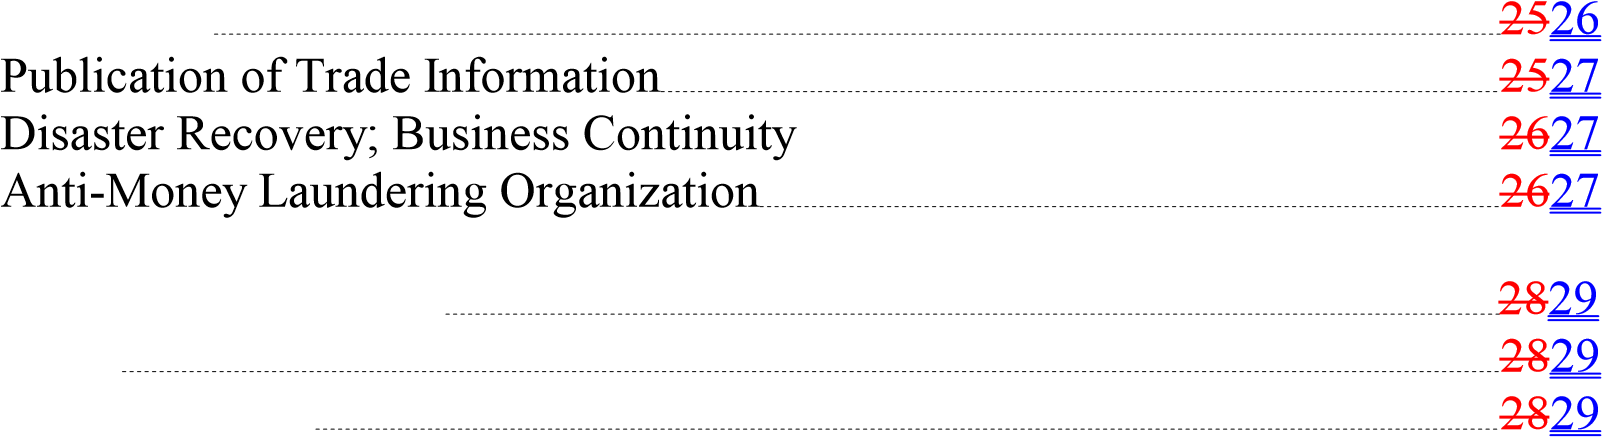 2526
Publication of Trade Information 2527
Disaster Recovery; Business Continuity 2627
Anti-Money Laundering Organization 2627
2829
2829
2829